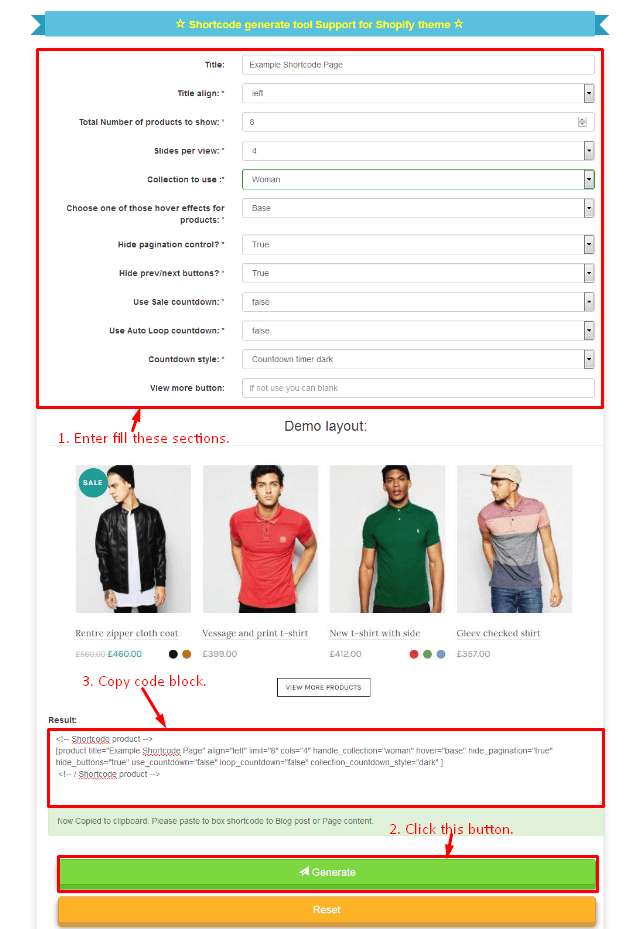 ☆ Shortcode generate tool Support for Shopify theme ☆
Title: Example Shortcode Page
Title align: * left
Total Number of products to show: * 8
Slides per view: * 4
Collection to use :* Woman
Choose one of those hover effects for Base
products: *
Hide pagination control? * True
Hide prev/next buttons? * True
Use Sale countdown: * false
Use Auto Loop countdown: * false
Countdown style: * Countdown timer dark
View more button: if not use you can blank
1. Enter fill these sections.
Demo layout:
SALE
Rentre zipper cloth coat
Vessage and print t-shirt
New t-shirt with side
Gleev checked shirt
£560.00 £460.00
£399.00
£412.00
£357.00
VIEW MORE PRODUCTS
3. Copy code block.
Result:
<!-- Shortcode product -->
[product title="Example Shortcode Page" align="left" limit="8" cols="4" handle_collection="woman" hover="base" hide_pagination="true"
hide_buttons="true" use_countdown="false" loop_countdown="false" collection_countdown_style="dark" ]
<!-- / Shortcode product -->
Now Copied to clipboard. Please paste to box shortcode to Blog post or Page content.
2. Click this button.
Generate
Reset